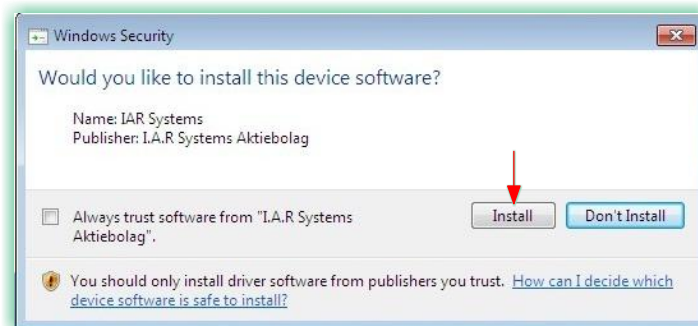 Windows Security
Would you like to install this device software?
Name: IAR Systems
Publisher: I.A.R Systems Aktiebolag
Always trust software from "I.A.R Systems
Aktiebolag".
Install
Don't Install
You should only install driver software from publishers you trust. How can I decide which
device software is safe to install?